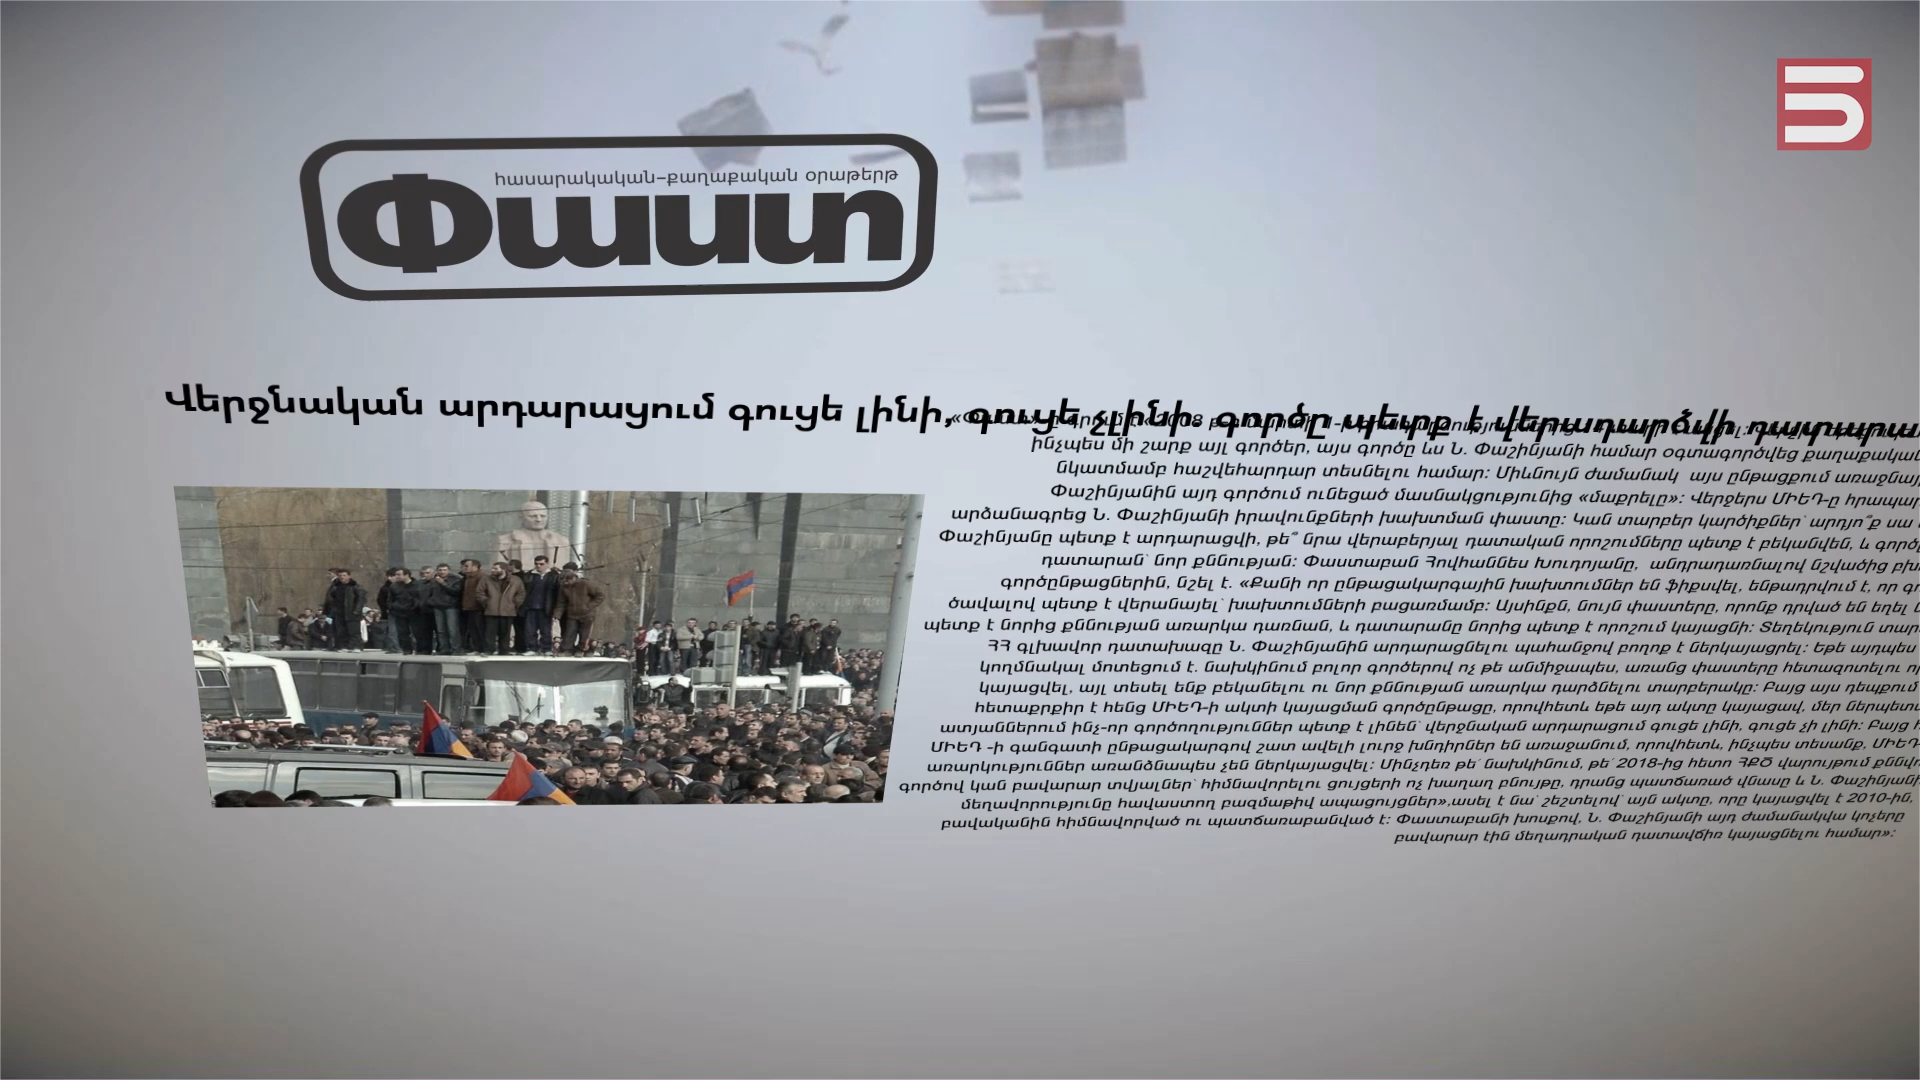 հասարակական-քաղաքական օրաթերթ
Փաստ
Վերջնական արդարացում գուցե լինի, գուցե չլինի. գործը պետք է վերադարձվի
ինչպես մի շարք այլ գործեր, այս գործը ևս Ն. Փաշինյանի համար օգտագործվեց քաղաքական
նկատմամբ հաշվեհարդար տեսնելու համար: Միևնույն ժամանակ այս ընթացքում
Փաշինյանին այդ գործում ունեցած մասնակցությունից «մաքրելը»: Վերջերս ՄԻԵԴ-ը
արձանագրեց Ն. Փաշինյանի իրավունքների խախտման փաստը: Կան տարբեր կարծիքներ՝ արդյո՞ք սա
Փաշինյանը պետք է արդարացվի, թե՞ նրա վերաբերյալ դատական որոշումները պետք է բեկանվեն, և
դատարան՝ նոր քննության: Փաստաբան Հովհաննես Խուդոյանը, անդրադառնալով նշվածից
գործընթացներին, նշել է. «Քանի որ ընթացակարգային խախտումներ են ֆիքսվել, ենթադրվում է, որ
ծավալով պետք է վերանայել՝ խախտումների բացառմամբ: Այսինքն, նույն փաստերը, որոնք դրված են եղել
պետք է նորից քննության առարկա դառնան, և դատարանը նորից պետք է որոշում կայացնի: Տեղեկություն
ՀՀ գլխավոր դատախազը Ն. Փաշինյանին արդարացնելու պահանջով բողոք է ներկայացրել: Եթե այդպես
կողմնակալ մոտեցում է. նախկինում բոլոր գործերով ոչ թե անմիջապես, առանց փաստերը հետազոտելու
կայացվել, այլ տեսել ենք բեկանելու ու նոր քննության առարկա դարձնելու տարբերակը: Բայց այս դեպքում
հետաքրքիր է հենց ՄԻԵԴ-ի ակտի կայացման գործընթացը, որովհետև եթե այդ ակտը կայացավ, մեր
ատյաններում ինչ-որ գործողություններ պետք է լինեն՝ վերջնական արդարացում գուցե լինի, գուցե չի լինի: Բայց
ՄԻԵԴ -ի գանգատի ընթացակարգով շատ ավելի լուրջ խնդիրներ են առաջանում, որովհետև, ինչպես տեսանք,
առարկություններ առանձնապես չեն ներկայացվել: Մինչդեռ թե՛ նախկինում, թե՛ 2018-ից հետո ՀՔԾ վարույթում
գործով կան բավարար տվյալներ՝ հիմնավորելու ցույցերի ոչ խաղաղ բնույթը, դրանց պատճառած վնասը և Ն. Փաշինյանի
մեղավորությունը հավաստող բազմաթիվ ապացույցներ»,ասել է նա՝ շեշտելով՝ այն ակտը, որը կայացվել է 2010-ին,
բավականին հիմնավորված ու պատճառաբանված է: Փաստաբանի խոսքով, Ն. Փաշինյանի այդ ժամանակվա կոչերը
բավարար էին մեղադրական դատավճիռ կայացնելու համար»: